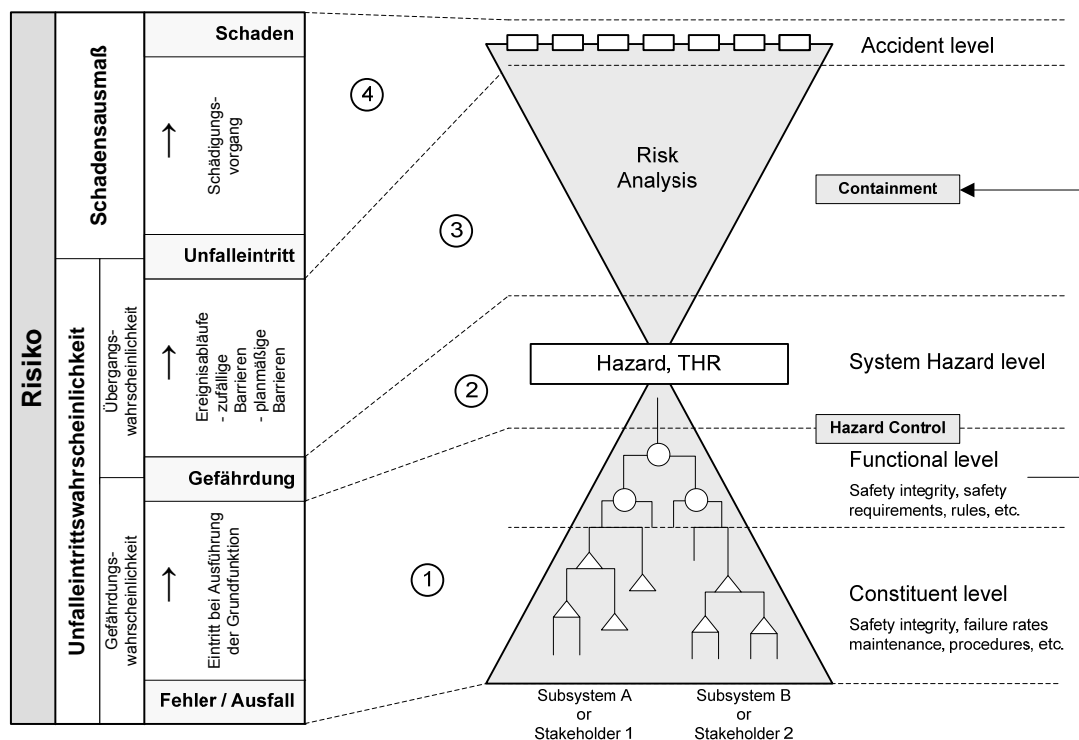 Risiko
Schadensausmaß
Unfalleintrittswahrscheinlichkeit
Übergangs-
wahrscheinlichkeit
Gefährdungs-
wahrscheinlichkeit
Schaden
Schädigungs-
vorgang
Unfalleintritt
Ereignisabläufe
- zufällige
Barrieren
- planmäßige
Barrieren
Gefährdung
Eintritt bei Ausführung
der Grundfunktion
Fehler / Ausfall
4
3
2
1
Risk
Analysis
Hazard, THR
Subsystem A
or
Stakeholder 1
Subsystem B
or
Stakeholder 2
Accident level
Containment
System Hazard level
Hazard Control
Functional level
Safety integrity, safety
requirements, rules, etc.
Constituent level
Safety integrity, failure rates
maintenance, procedures, etc.